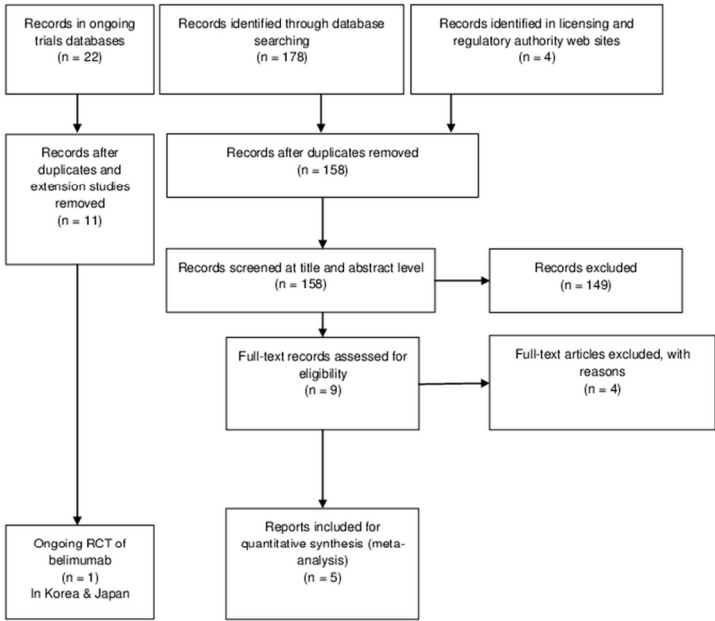 Records in ongoing
trials databases
(n = 22)
Records identified through database
searching
(n = 178)
Records identified in licensing and
regulatory authority web sites
(n = 4)
Records after
duplicates and
extension studies
removed
(n = 11)
Records after duplicates removed
(n = 158)
Records screened at title and abstract level
(n = 158)
Records excluded
(n = 149)
Full-text records assessed for
eligibility
(n = 9)
Full-text articles excluded, with
reasons
(n = 4)
Ongoing RCT of
belimumab
(n = 1)
In Korea & Japan
Reports included for
quantitative synthesis (meta-
analysis)
(n = 5)